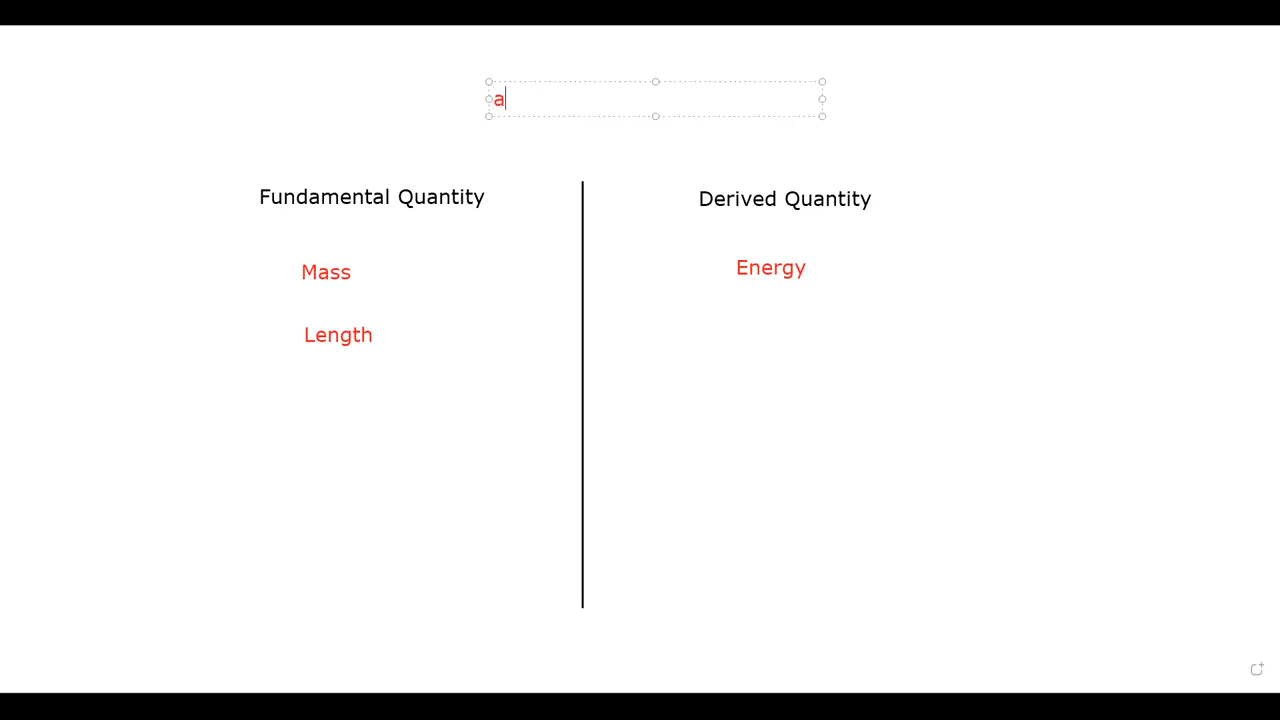 a
Fundamental Quantity
Derived Quantity
Mass
Energy
Length